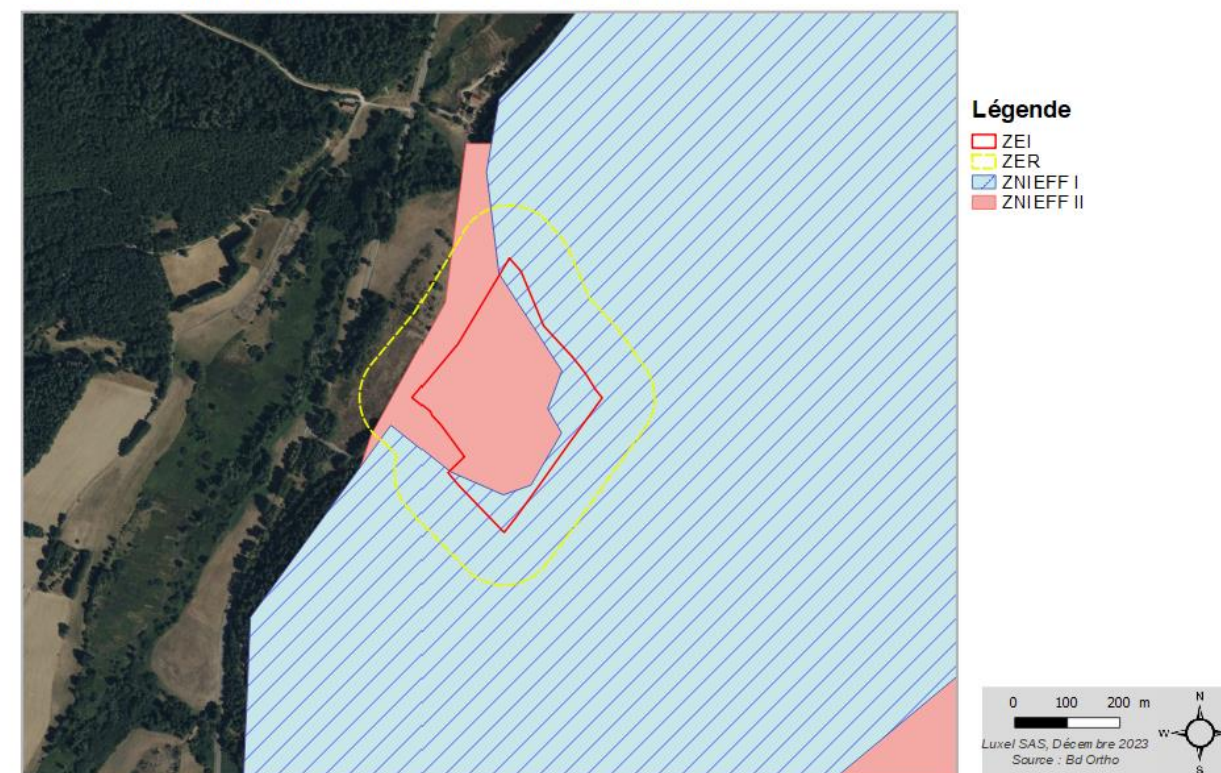 Légende
ZEI
ZER
ZNIEFF I
ZNIEFF II
0 100 200 m
N
W
S
Luxel SAS, Décembre 2023
Source : Bd Ortho